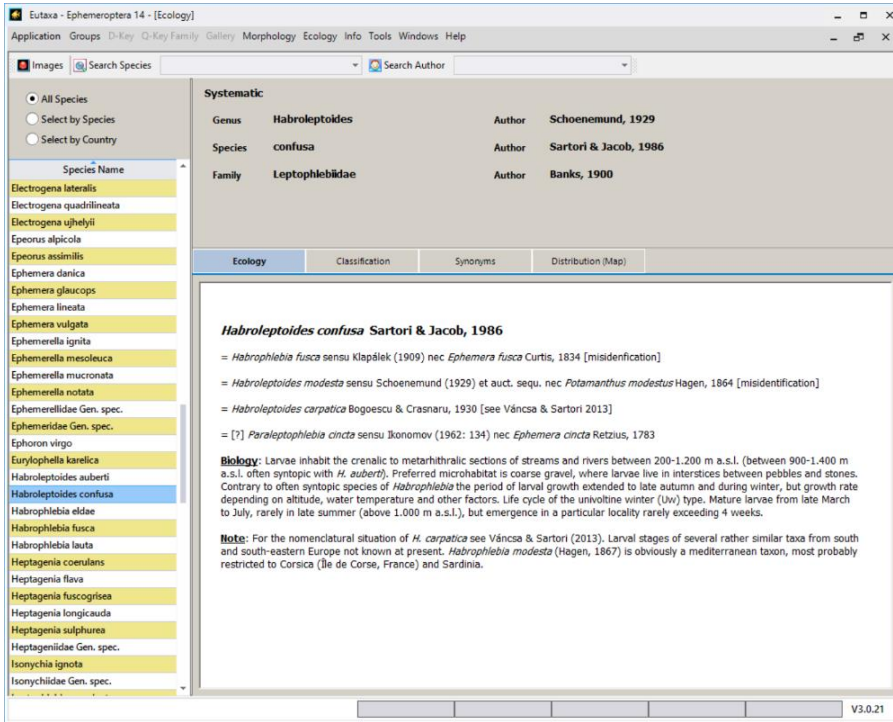 Eutaxa - Ephemeroptera 14 - [Ecology]
Application Groups D-Key Q-Key Family Gallery Morphology Ecology Info Tools Windows Help
Images Search Species Search Author
All Species
Select by Species
Select by Country
Species Name
Electrogena lateralis
Electrogena quadrilineata
Electrogena ujhelyii
Epeorus alpicola
Epeorus assimilis
Ephemera danica
Ephemera glaucops
Ephemera lineata
Ephemera vulgata
Ephemerella ignita
Ephemerella mesoleuca
Ephemerella mucronata
Ephemerella notata
Ephemerellidae Gen. spec.
Ephemeridae Gen. spec.
Ephoron virgo
Eurylophella karelica
Habroleptoides auberti
Habroleptoides confusa
Habrophlebia eldae
Habrophlebia fusca
Habrophlebia lauta
Heptagenia coerulans
Heptagenia flava
Heptagenia fuscogrisea
Heptagenia longicauda
Heptagenia sulphurea
Heptageniidae Gen. spec.
Isonychia ignota
Isonychiidae Gen. spec.
Systematic
Genus Habroleptoides Author Schoenemund, 1929
Species confusa Author Sartori & Jacob, 1986
Family Leptophlebiidae Author Banks, 1900
Ecology Classification Synonyms Distribution (Map)
Habroleptoides confusa Sartori & Jacob, 1986
= Habrophlebia fusca sensu Klapálek (1909) nec Ephemera fusca Curtis, 1834 [misidenfication]
= Habroleptoides modesta sensu Schoenemund (1929) et auct. sequ. nec Potamanthus modestus Hagen, 1864 [misidentification]
= Habroleptoides carpatica Bogoescu & Crasnaru, 1930 [see Váncsa & Sartori 2013]
= [?] Paraleptophlebia cincta sensu Ikonomov (1962: 134) nec Ephemera cincta Retzius, 1783
Biology: Larvae inhabit the crenalic to metarhithralic sections of streams and rivers between 200-1.200 m a.s.l. (between 900-1.400 m
a.s.l. often syntopic with H. auberti). Preferred microhabitat is coarse gravel, where larvae live in interstices between pebbles and stones.
Contrary to often syntopic species of Habrophlebia the period of larval growth extended to late autumn and during winter, but growth rate
depending on altitude, water temperature and other factors. Life cycle of the univoltine winter (Uw) type. Mature larvae from late March
to July, rarely in late summer (above 1.000 m a.s.l.), but emergence in a particular locality rarely exceeding 4 weeks.
Note: For the nomenclatural situation of H. carpatica see Váncsa & Sartori (2013). Larval stages of several rather similar taxa from south
and south-eastern Europe not known at present. Habrophlebia modesta (Hagen, 1867) is obviously a mediterranean taxon, most probably
restricted to Corsica (Île de Corse, France) and Sardinia.
V3.0.21